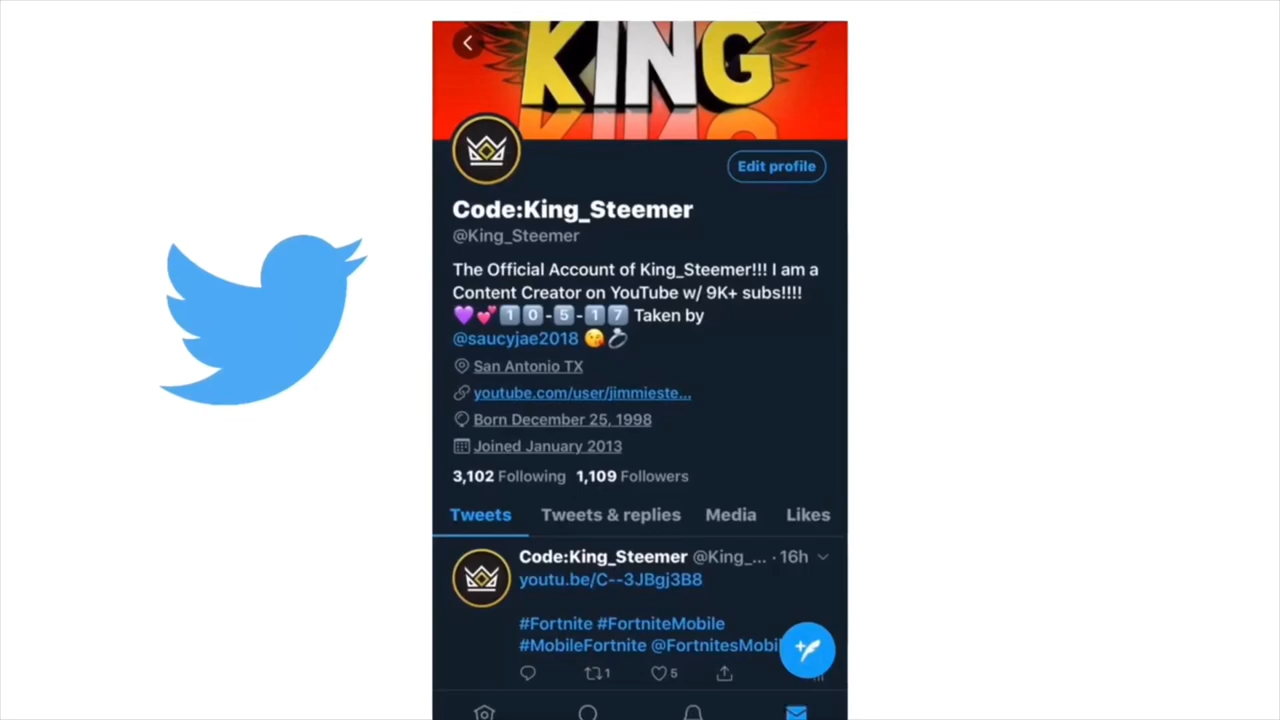 KING
Edit profile
Code:King_Steemer
@King_Steemer
The Official Account of King_Steemer!!! I am a
Content Creator on YouTube w/ 9K+ subs!!!!
💜💕1️⃣0️⃣-5️⃣-1️⃣7️⃣ Taken by
@saucyjae2018 😘💍
San Antonio TX
youtube.com/user/jimmieste...
Born December 25, 1998
Joined January 2013
3,102 Following 1,109 Followers
Tweets Tweets & replies Media Likes
Code:King_Steemer @King_... · 16h
youtu.be/C--3JBgj3B8
#Fortnite #FortniteMobile
#MobileFortnite @FortnitesMobil
1 5